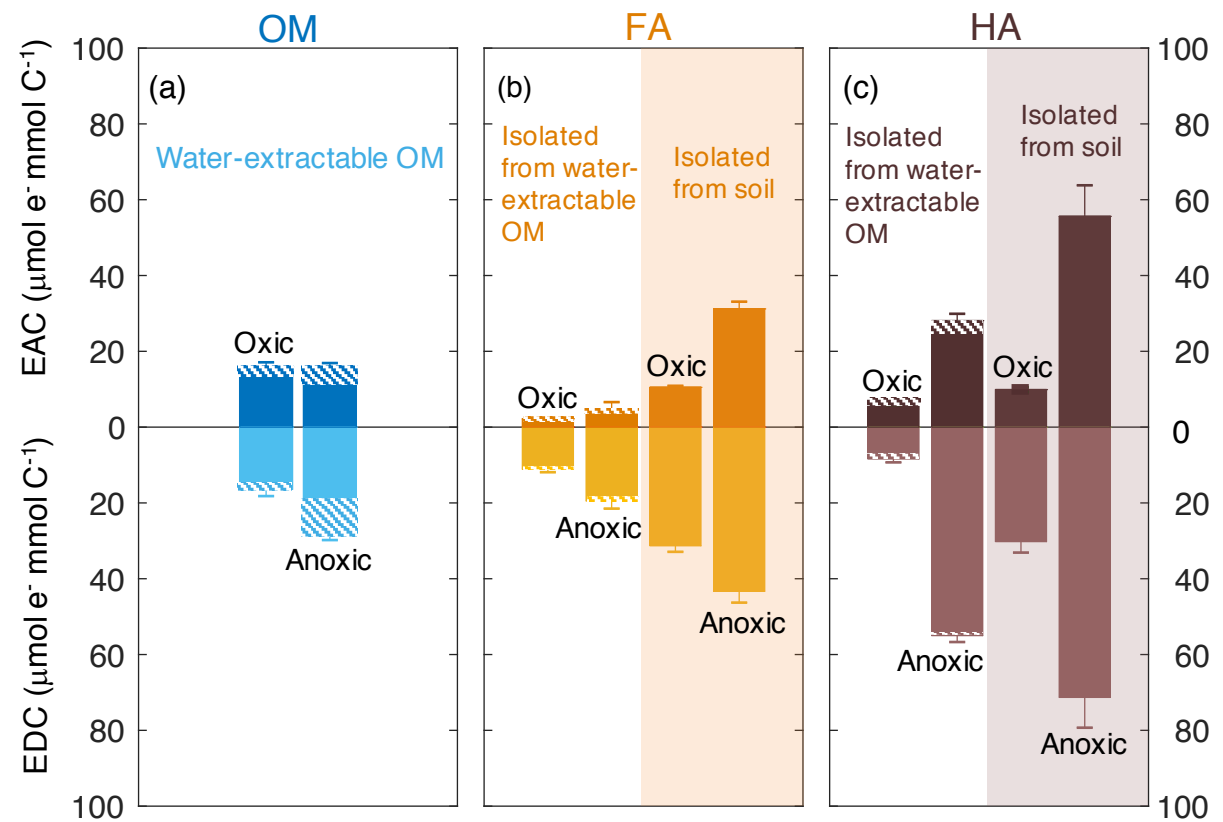 OM
FA
HA
EAC (μmol e- mmol C-1)
EDC (μmol e- mmol C-1)
100
80
60
40
20
0
20
40
60
80
100
(a)
Water-extractable OM
Oxic
Anoxic
(b)
Isolated
from water-
extractable
OM
Isolated
from soil
Oxic
Anoxic
Oxic
Anoxic
(c)
Isolated
from water-
extractable
OM
Isolated
from soil
Oxic
Anoxic
Oxic
Anoxic
100
80
60
40
20
0
20
40
60
80
100